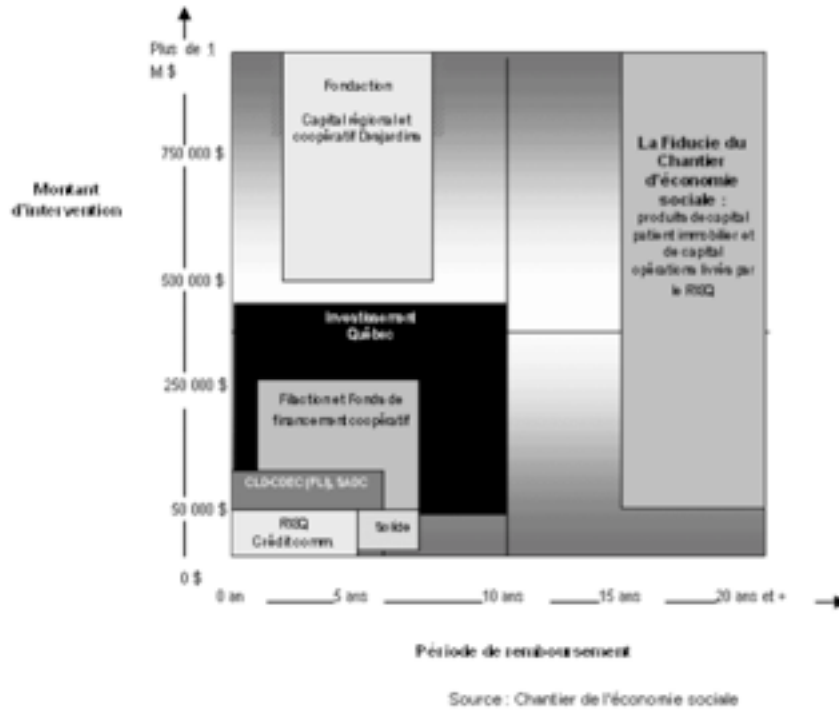 Plus de 1
M $
Fondaction
Capital régional et
coopératif Desjardins
750 000 $
La Fiducie du
Chantier
d'économie
sociale :
produits de capital
patient immobilier et
de capital
opérations livrés par
le RISQ
Montant
d'intervention
500 000 $
Investissement
Québec
250 000 $
Filaction et Fonds de
financement coopératif
CLD-CDEC (FLI), SADC
50 000 $
RISQ
Crédit comm.
Solide
0 $
0 an
5 ans
10 ans
15 ans
20 ans et +
Période de remboursement
Source : Chantier de l'économie sociale